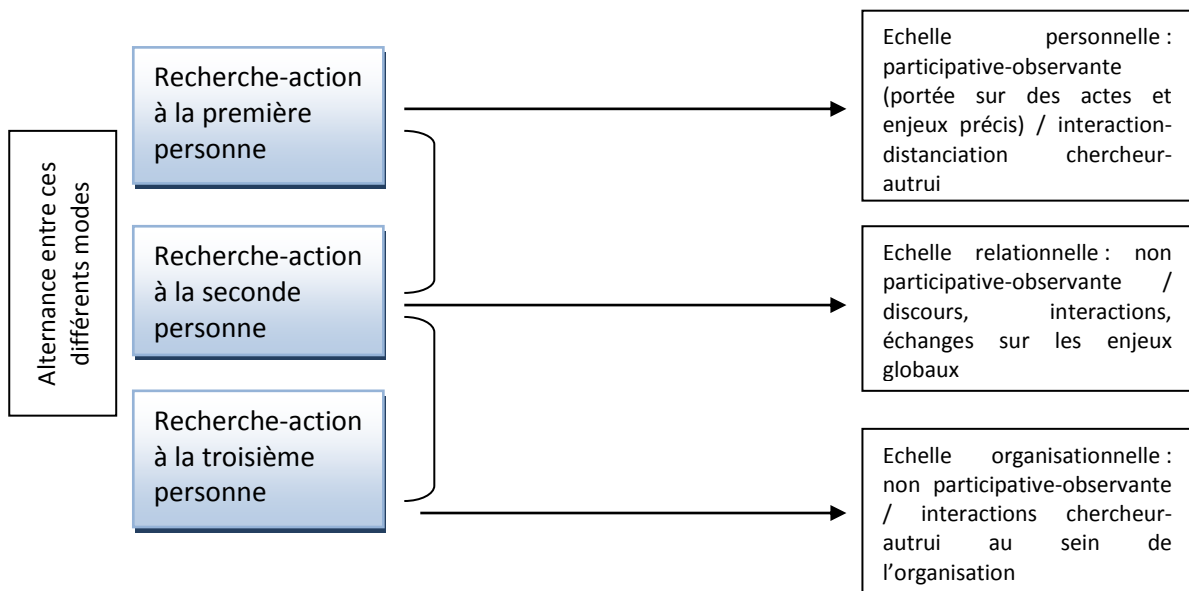 Alternance entre ces
différents modes
Recherche-action
à la première
personne
Echelle personnelle :
participative-observante
(portée sur des actes et
enjeux précis) / interaction-
distanciation chercheur-
autrui
Recherche-action
à la seconde
personne
Echelle relationnelle : non
participative-observante /
discours, interactions,
échanges sur les enjeux
globaux
Recherche-action
à la troisième
personne
Echelle organisationnelle :
non participative-observante
/ interactions chercheur-
autrui au sein de
l’organisation